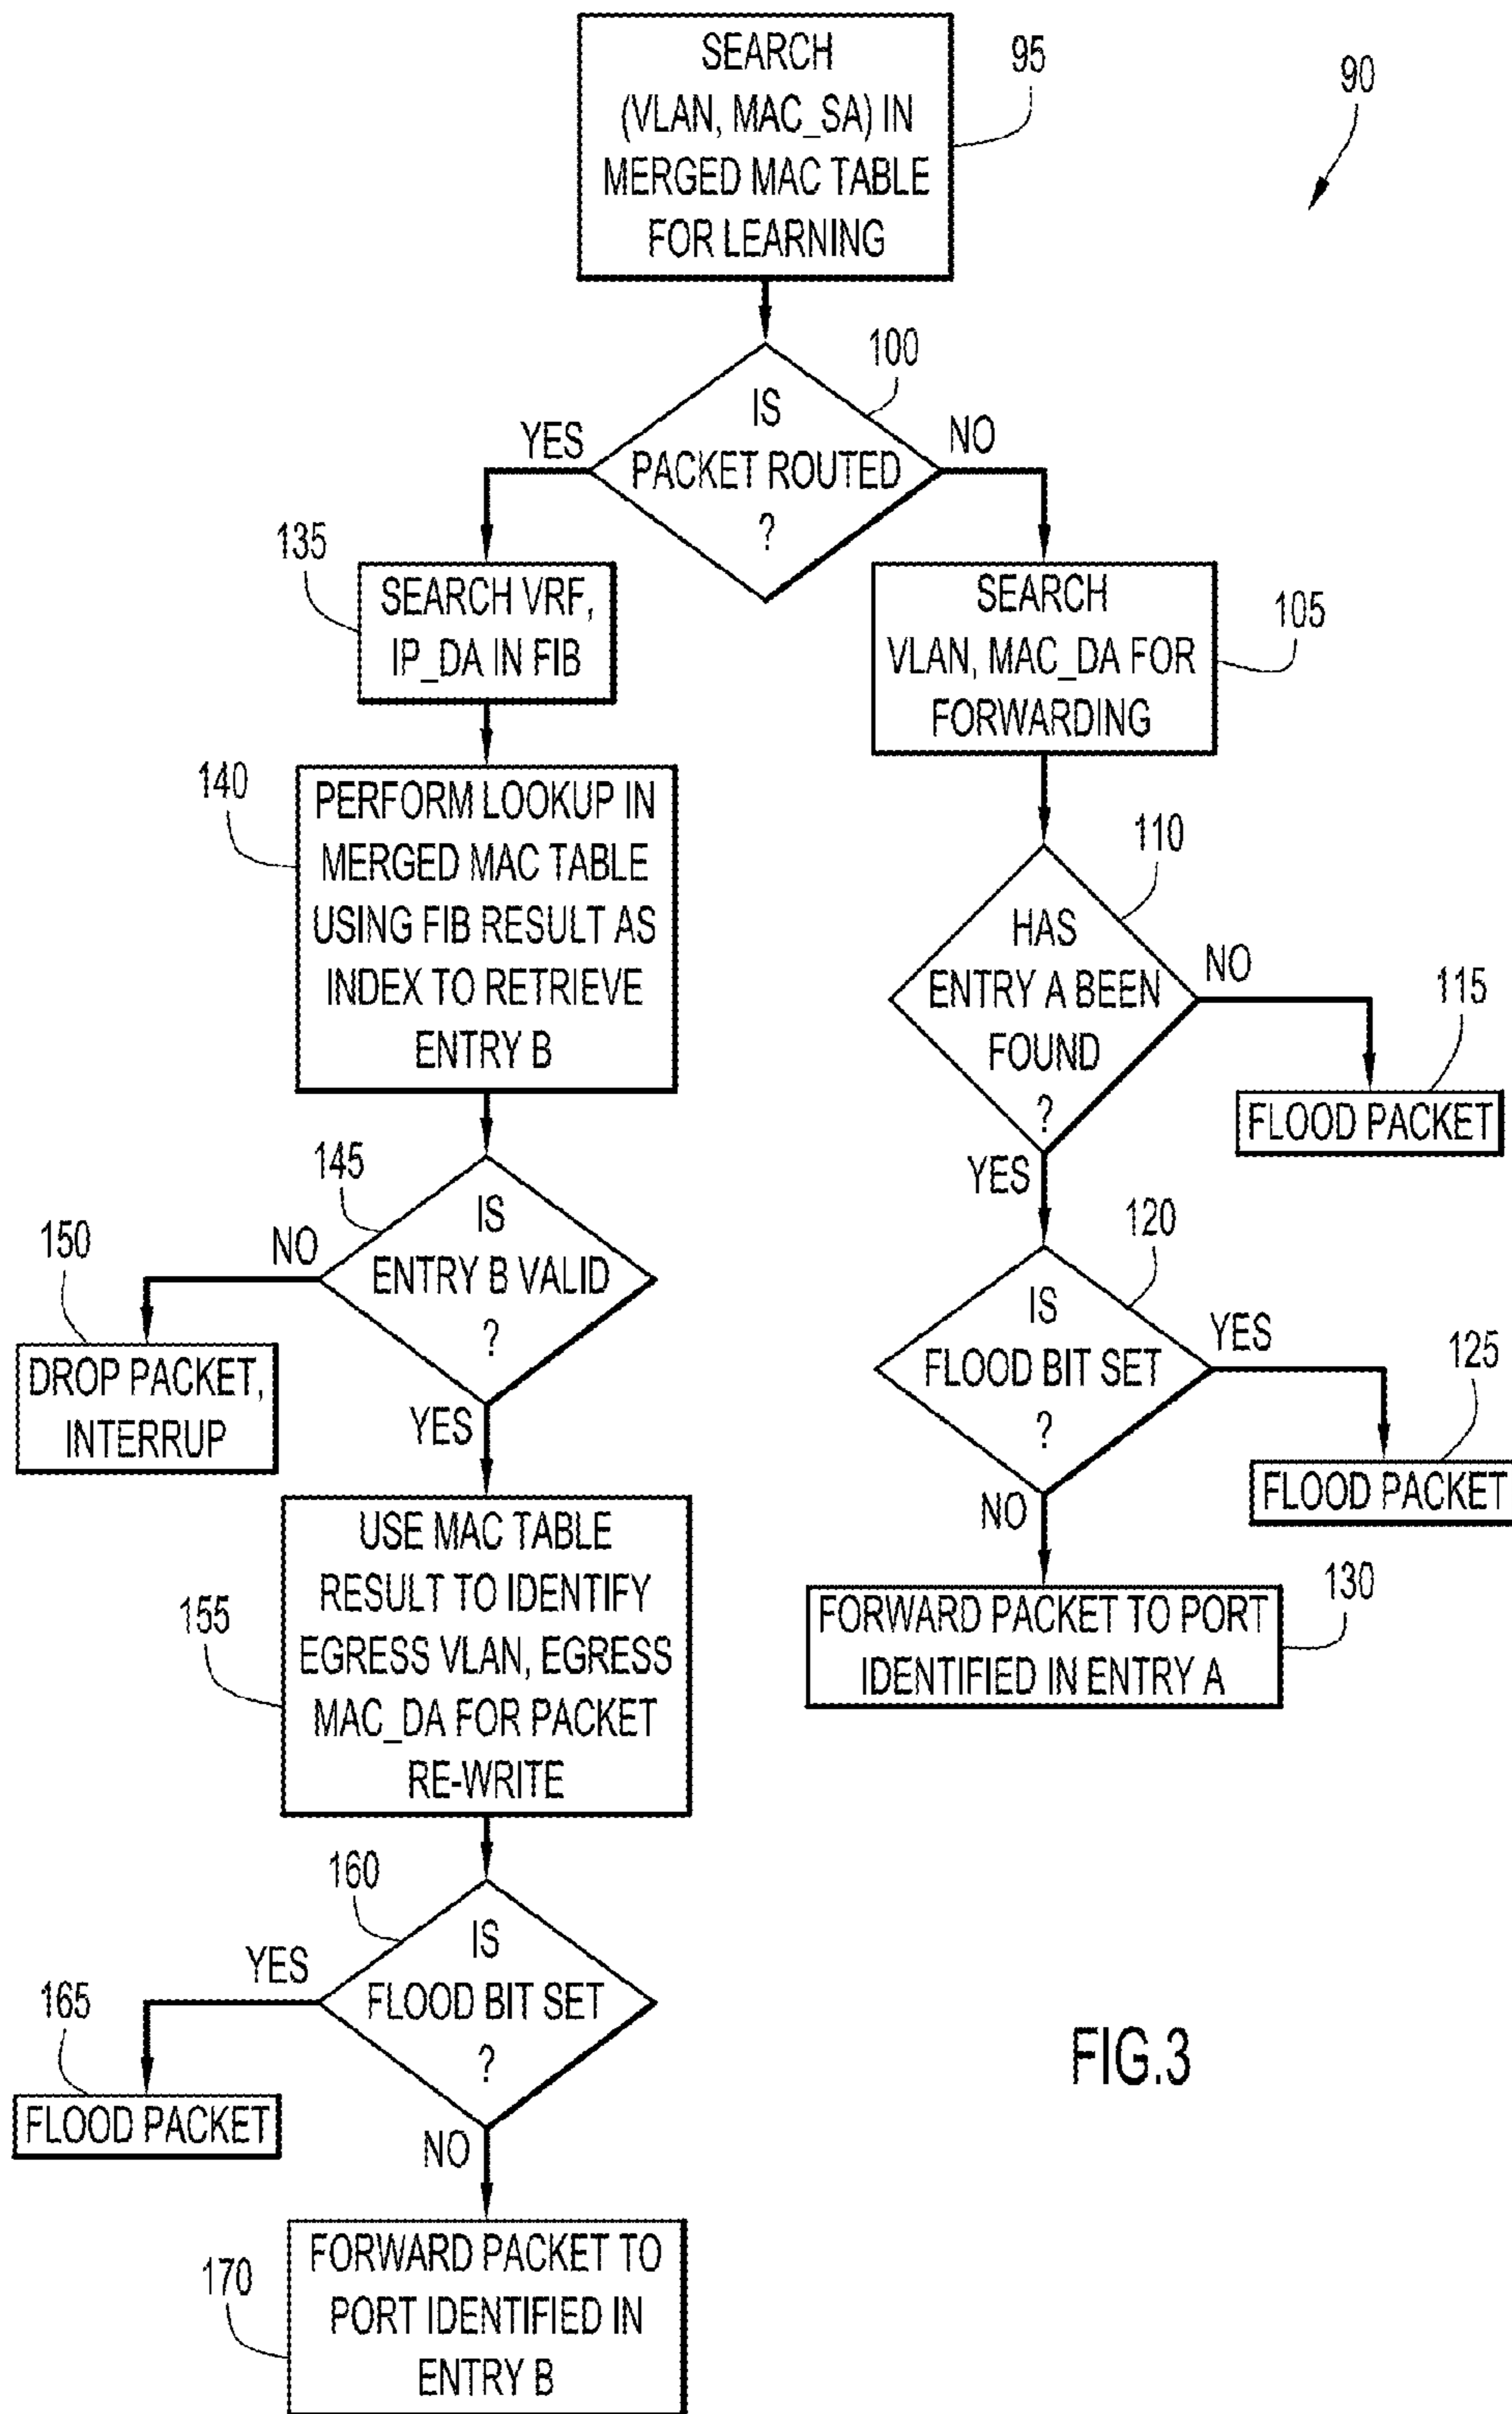 SEARCH
(VLAN, MAC_SA) IN
MERGED MAC TABLE
FOR LEARNING
95
90
100
IS
PACKET ROUTED
?
YES
NO
135
SEARCH VRF,
IP_DA IN FIB
SEARCH
VLAN, MAC_DA FOR
FORWARDING
105
140
PERFORM LOOKUP IN
MERGED MAC TABLE
USING FIB RESULT AS
INDEX TO RETRIEVE
ENTRY B
110
HAS
ENTRY A BEEN
FOUND
?
NO
115
FLOOD PACKET
YES
145
IS
ENTRY B VALID
?
NO
150
DROP PACKET,
INTERRUP
YES
120
IS
FLOOD BIT SET
?
YES
125
FLOOD PACKET
NO
155
USE MAC TABLE
RESULT TO IDENTIFY
EGRESS VLAN, EGRESS
MAC_DA FOR PACKET
RE-WRITE
FORWARD PACKET TO PORT
IDENTIFIED IN ENTRY A
130
160
IS
FLOOD BIT SET
?
YES
165
FLOOD PACKET
NO
170
FORWARD PACKET TO
PORT IDENTIFIED IN
ENTRY B
FIG.3